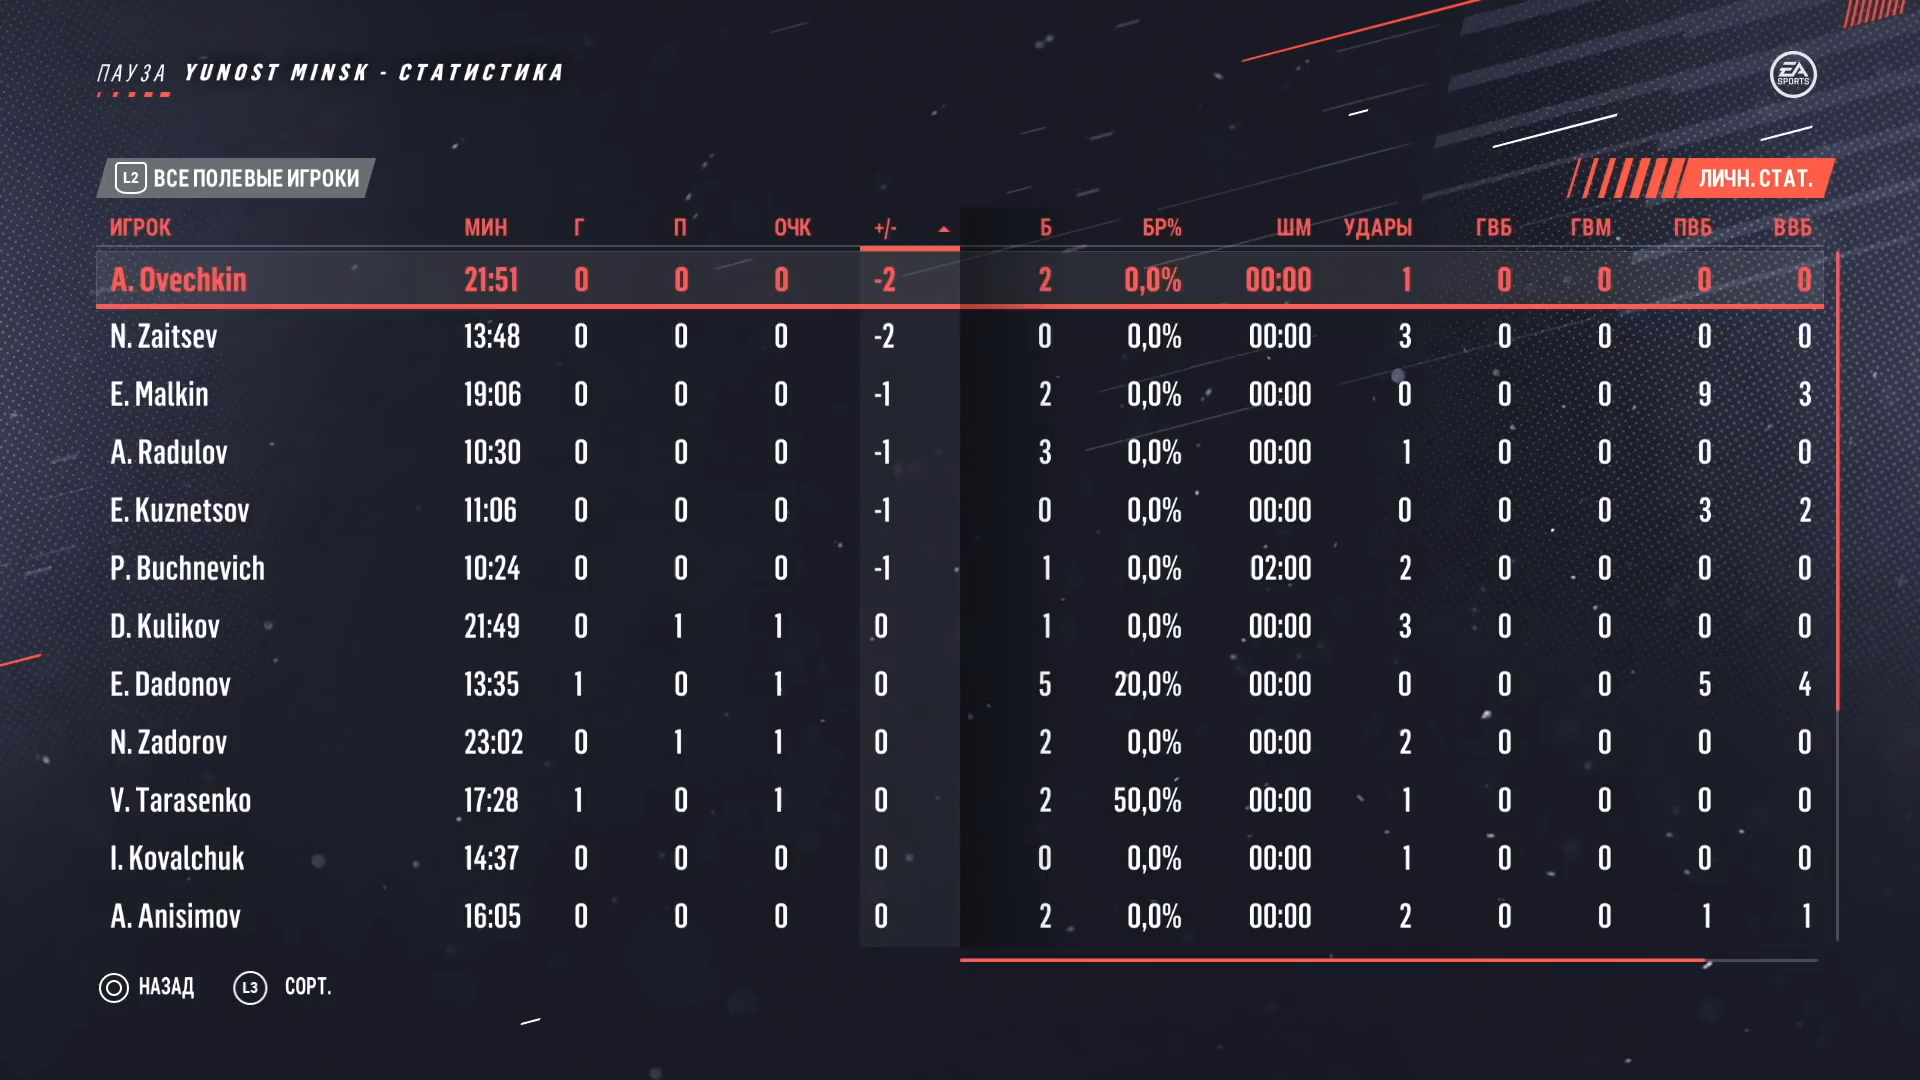 ПАУЗА YUNOST MINSK - СТАТИСТИКА
EA SPORTS
L2 ВСЕ ПОЛЕВЫЕ ИГРОКИ
ЛИЧН. СТАТ.
ИГРОК МИН Г П ОЧК +/- Б БР% ШМ УДАРЫ ГВБ ГВМ ПВБ ВВБ
A. Ovechkin 21:51 0 0 0 -2 2 0,0% 00:00 1 0 0 0 0
N. Zaitsev 13:48 0 0 0 -2 0 0,0% 00:00 3 0 0 0 0
E. Malkin 19:06 0 0 0 -1 2 0,0% 00:00 0 0 0 9 3
A. Radulov 10:30 0 0 0 -1 3 0,0% 00:00 1 0 0 0 0
E. Kuznetsov 11:06 0 0 0 -1 0 0,0% 00:00 0 0 0 3 2
P. Buchnevich 10:24 0 0 0 -1 1 0,0% 02:00 2 0 0 0 0
D. Kulikov 21:49 0 1 1 0 1 0,0% 00:00 3 0 0 0 0
E. Dadonov 13:35 1 0 1 0 5 20,0% 00:00 0 0 0 5 4
N. Zadorov 23:02 0 1 1 0 2 0,0% 00:00 2 0 0 0 0
V. Tarasenko 17:28 1 0 1 0 2 50,0% 00:00 1 0 0 0 0
I. Kovalchuk 14:37 0 0 0 0 0 0,0% 00:00 1 0 0 0 0
A. Anisimov 16:05 0 0 0 0 2 0,0% 00:00 2 0 0 1 1
НАЗАД L3 СОРТ.